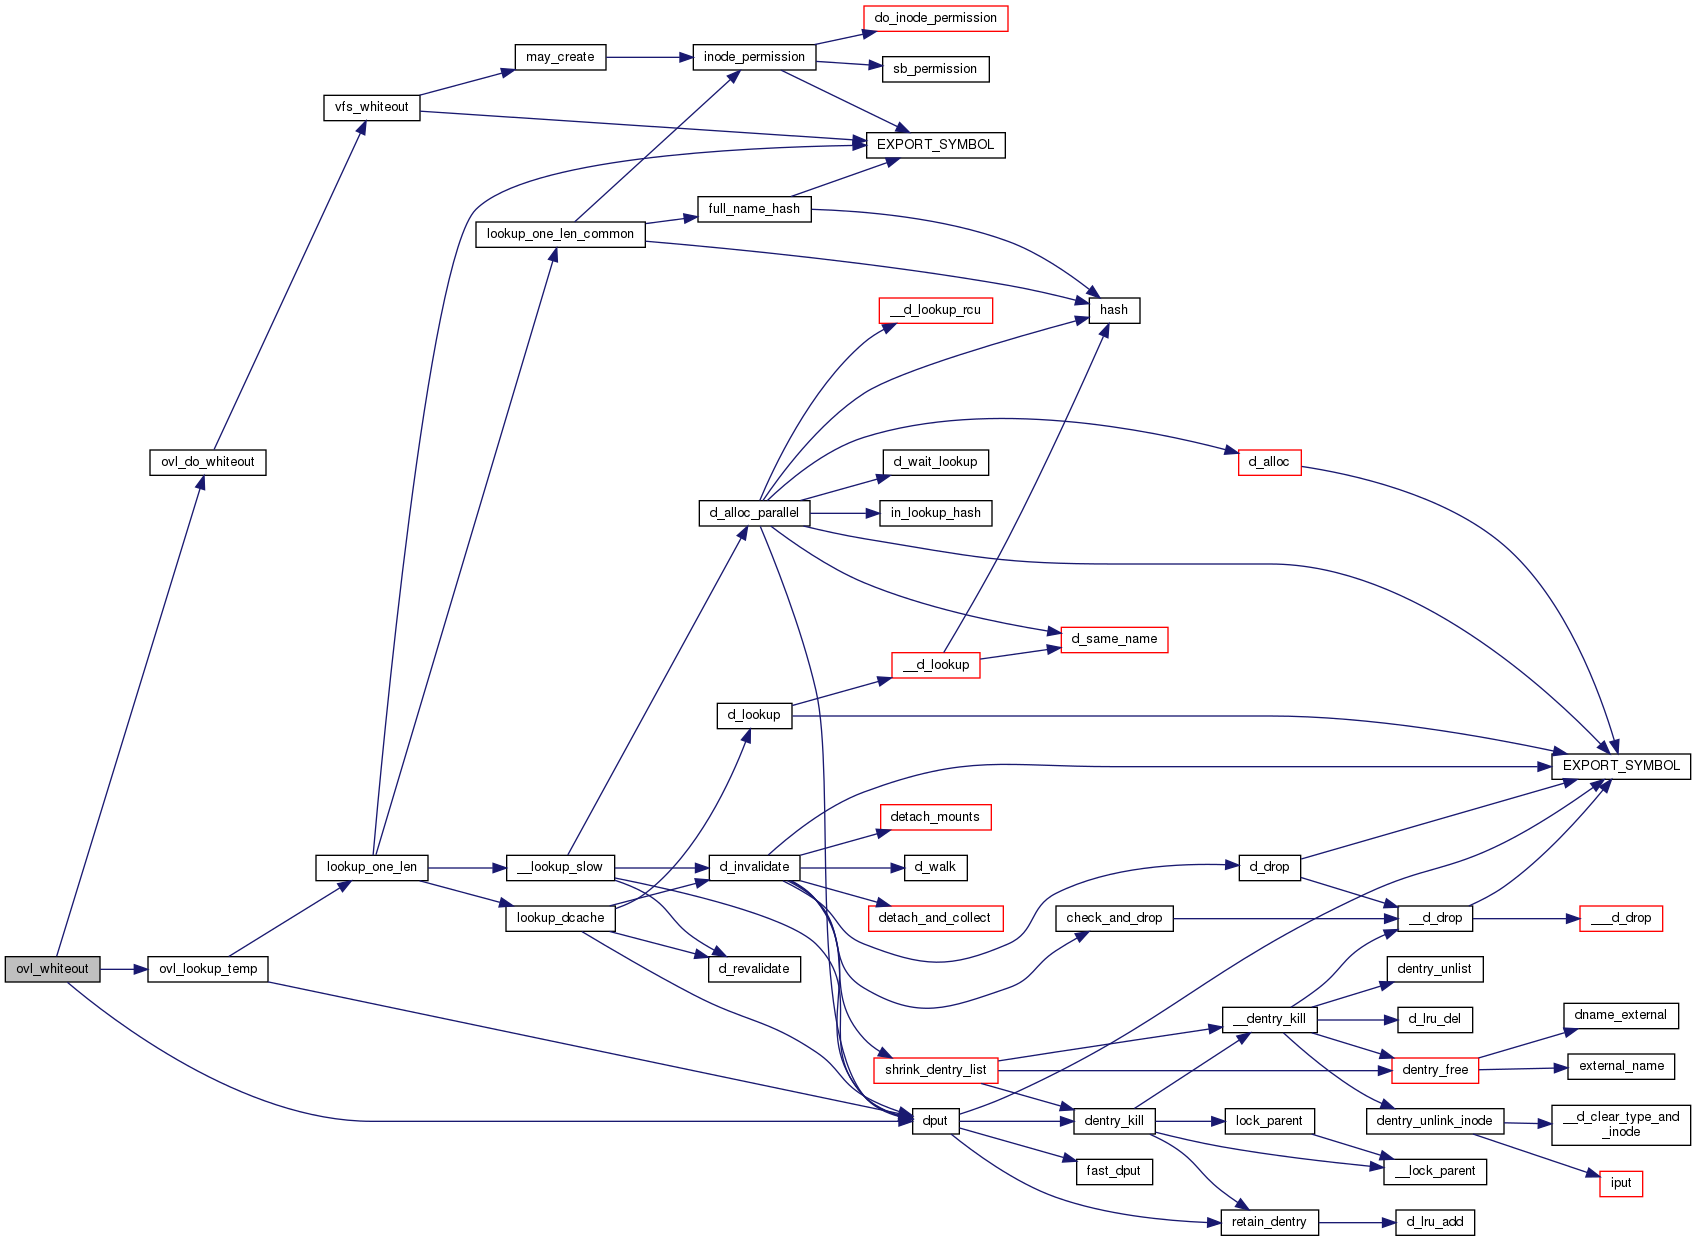 do_inode_permission
may_create
inode_permission
sb_permission
vfs_whiteout
EXPORT_SYMBOL
full_name_hash
lookup_one_len_common
__d_lookup_rcu
hash
ovl_do_whiteout
d_wait_lookup
d_alloc
d_alloc_parallel
in_lookup_hash
d_same_name
__d_lookup
d_lookup
EXPORT_SYMBOL
detach_mounts
lookup_one_len
__lookup_slow
d_invalidate
d_walk
d_drop
lookup_dcache
detach_and_collect
check_and_drop
__d_drop
___d_drop
ovl_whiteout
ovl_lookup_temp
d_revalidate
dentry_unlist
__dentry_kill
d_lru_del
dname_external
shrink_dentry_list
dentry_free
external_name
dput
dentry_kill
lock_parent
dentry_unlink_inode
__d_clear_type_and
_inode
fast_dput
__lock_parent
iput
retain_dentry
d_lru_add